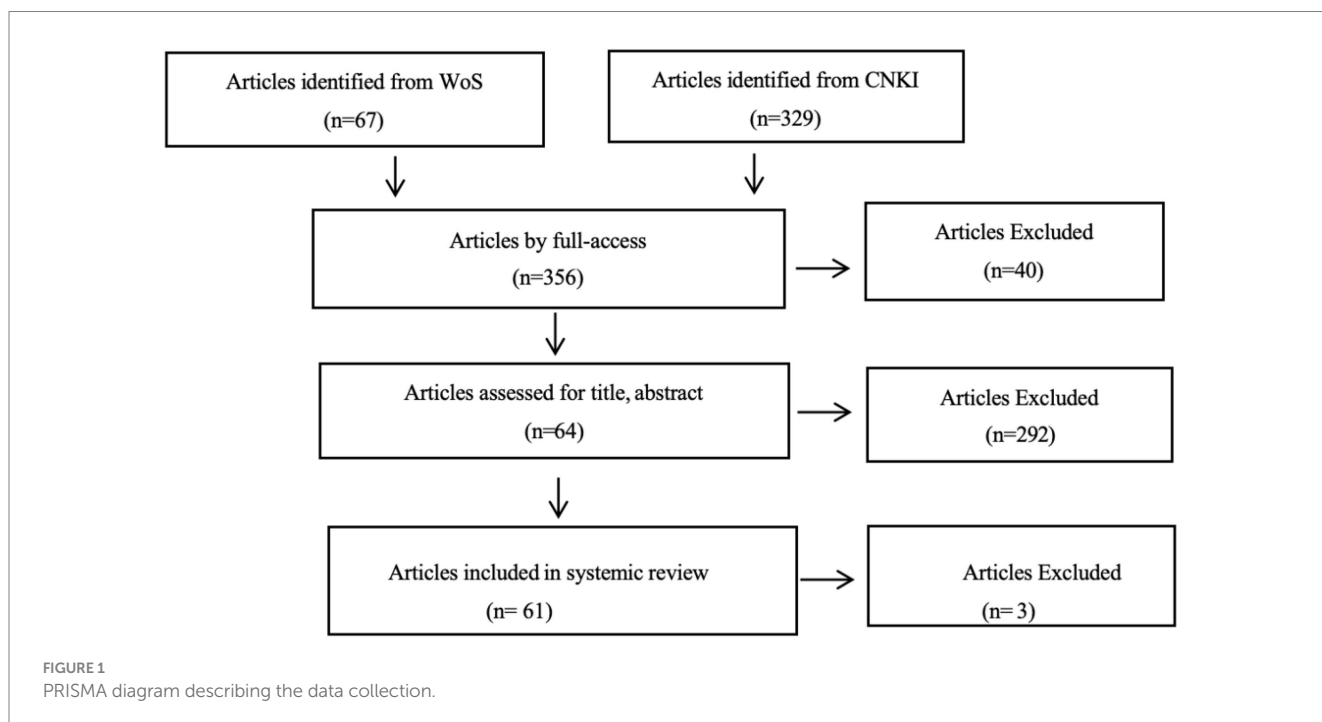 Articles identified from WoS
(n=67)
Articles identified from CNKI
(n=329)
Articles by full-access
(n=356)
Articles Excluded
(n=40)
Articles assessed for title, abstract
(n=64)
Articles Excluded
(n=292)
Articles included in systemic review
(n= 61)
Articles Excluded
(n= 3)
FIGURE 1
PRISMA diagram describing the data collection.